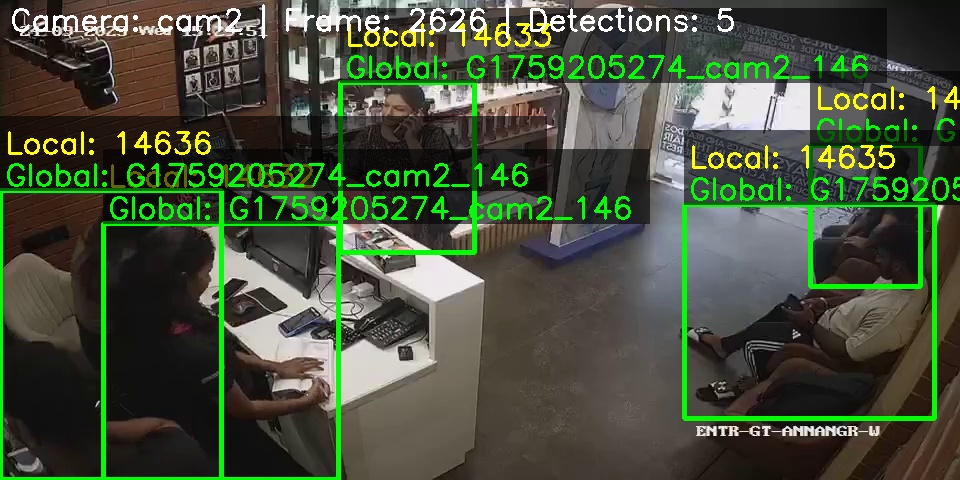 Camera: cam2 | Frame: 2626 | Detections: 5
Local: 14633
Global: G1759205274_cam2_146
Local: 14
Global: G
Local: 14636
Global: G1759205274_cam2_146
Local: 14635
Global: G1759205
Global: G1759205274_cam2_146
ENTR-GT-ANNANGR-W